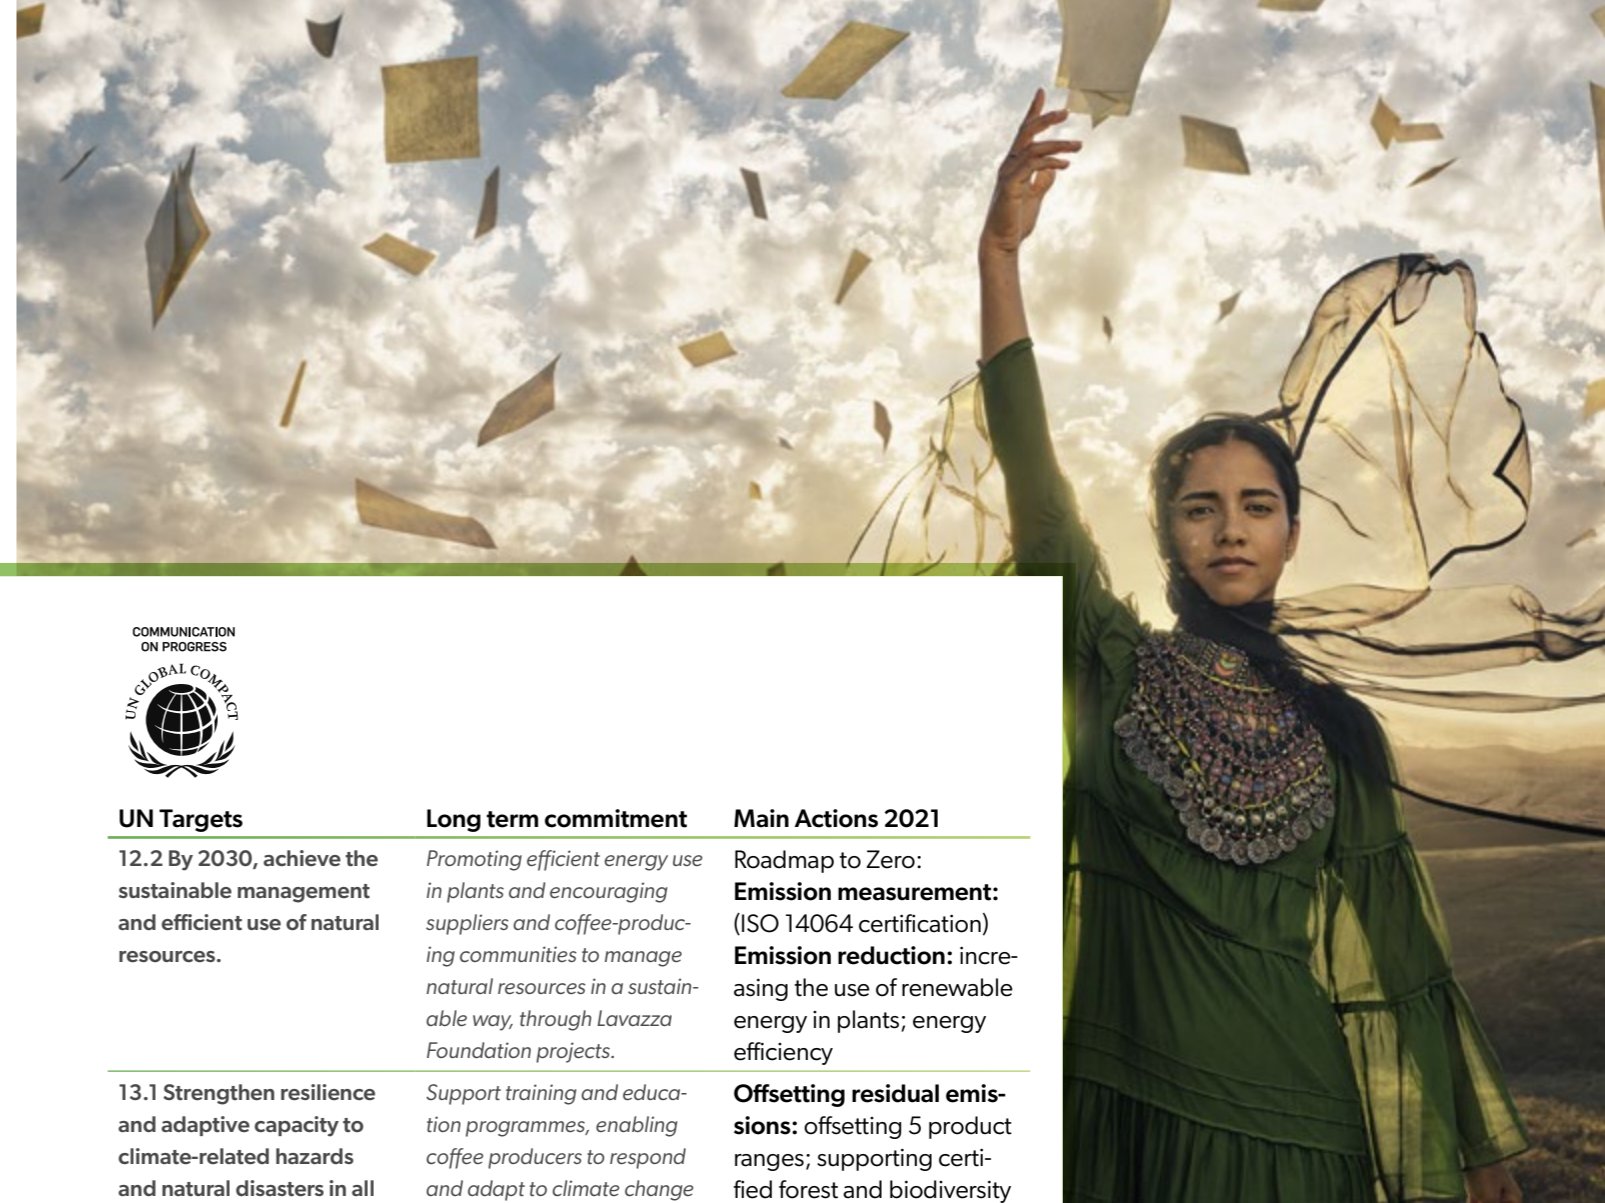 COMMUNICATION
ON PROGRESS
UN GLOBAL COMPACT
UN Targets
Long term commitment
Main Actions 2021
12.2 By 2030, achieve the
sustainable management
and efficient use of natural
resources.
Promoting efficient energy use
in plants and encouraging
suppliers and coffee-produc-
ing communities to manage
natural resources in a sustain-
able way, through Lavazza
Foundation projects.
Roadmap to Zero:
Emission measurement:
(ISO 14064 certification)
Emission reduction: incre-
asing the use of renewable
energy in plants; energy
efficiency
13.1 Strengthen resilience
and adaptive capacity to
climate-related hazards
and natural disasters in all
Support training and educa-
tion programmes, enabling
coffee producers to respond
and adapt to climate change
Offsetting residual emis-
sions: offsetting 5 product
ranges; supporting certi-
fied forest and biodiversity